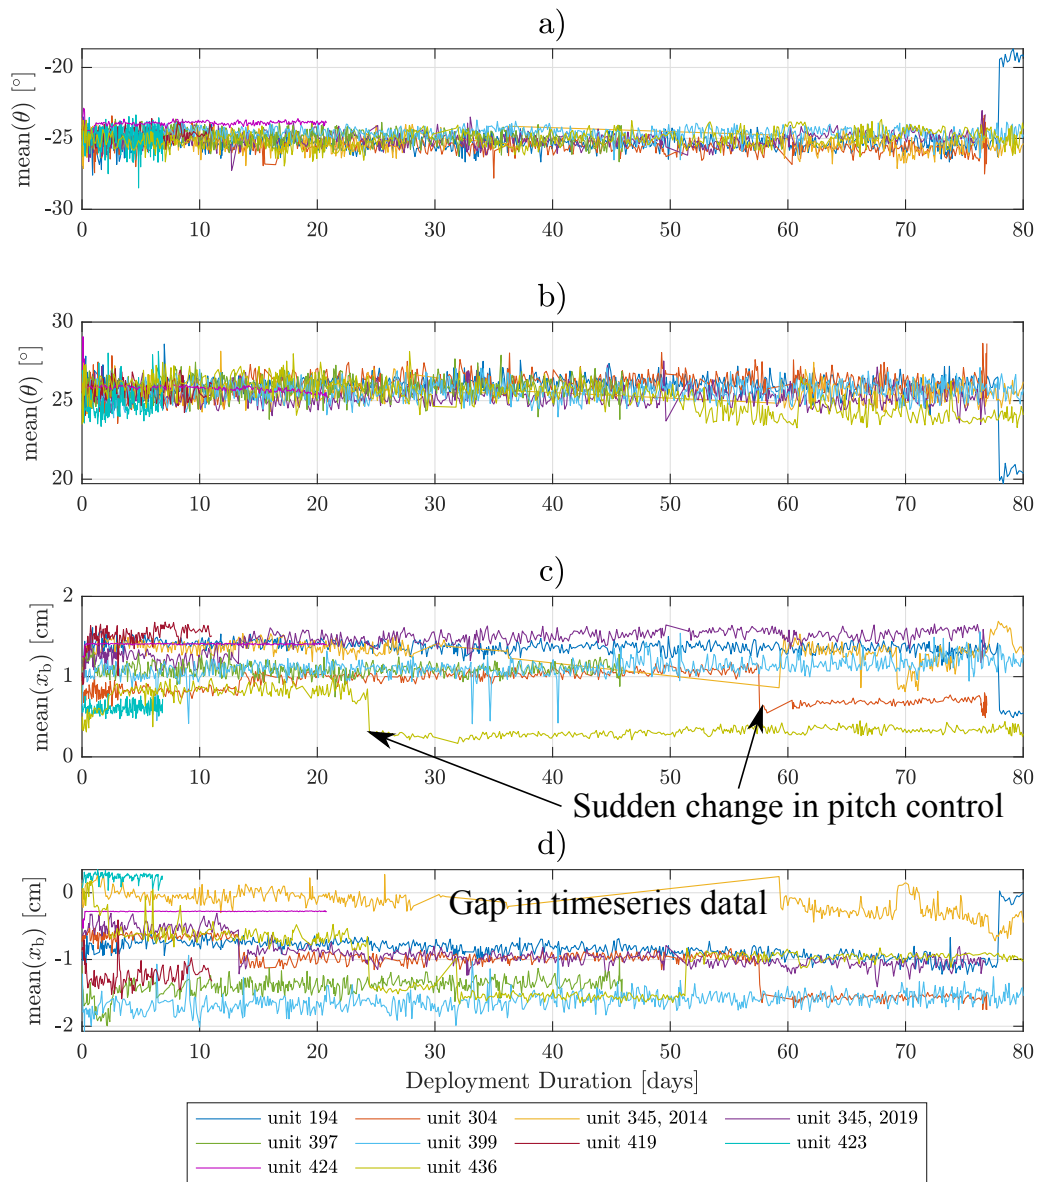 a)
mean(θ) [°]
-20
-25
-30
0 10 20 30 40 50 60 70 80
b)
mean(θ) [°]
30
25
20
0 10 20 30 40 50 60 70 80
c)
mean(x_b) [cm]
2
1
0
0 10 20 30 40 50 60 70 80
Sudden change in pitch control
d)
mean(x_b) [cm]
0
Gap in timeseries datal
-1
-2
0 10 20 30 40 50 60 70 80
Deployment Duration [days]
unit 194 unit 304 unit 345, 2014 unit 345, 2019
unit 397 unit 399 unit 419 unit 423
unit 424 unit 436